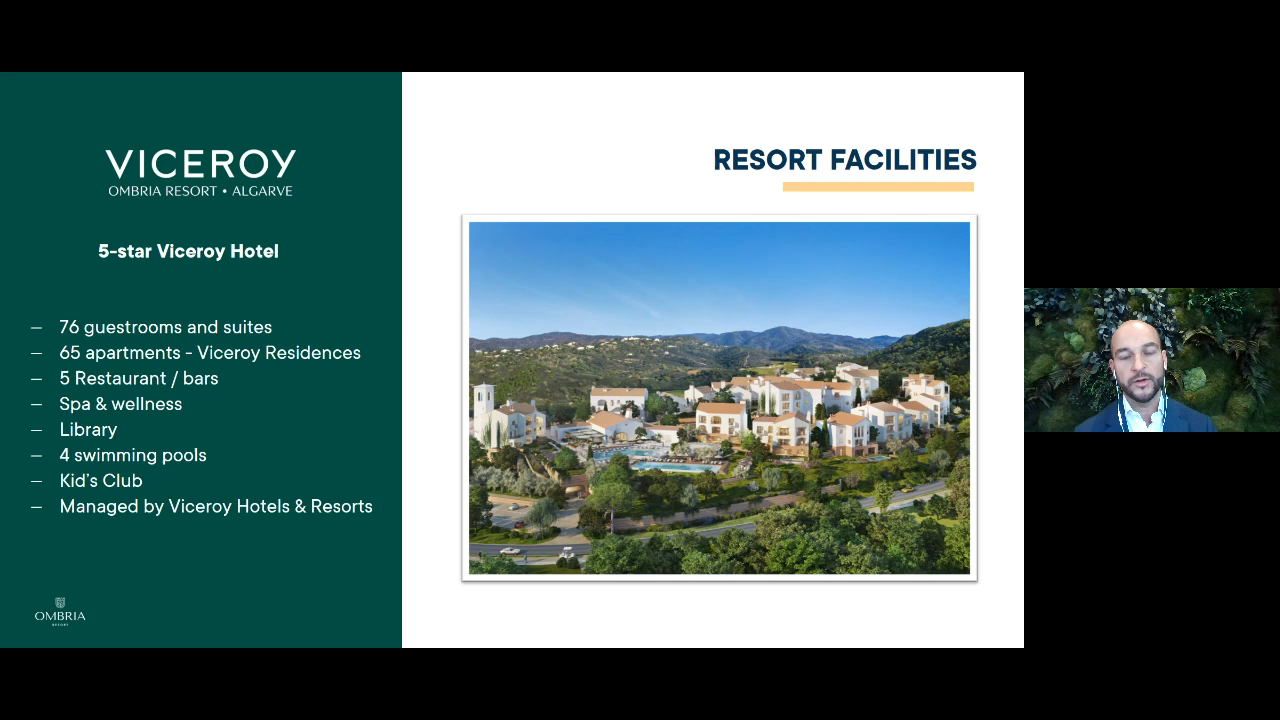 VICEROY
OMBRIA RESORT • ALGARVE
5-star Viceroy Hotel
– 76 guestrooms and suites
– 65 apartments - Viceroy Residences
– 5 Restaurant / bars
– Spa & wellness
– Library
– 4 swimming pools
– Kid's Club
– Managed by Viceroy Hotels & Resorts
OMBRIA
RESORT
RESORT FACILITIES